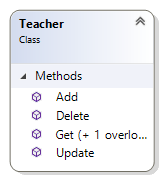 Teacher
Class
Methods
Add
Delete
Get (+ 1 overlo...
Update